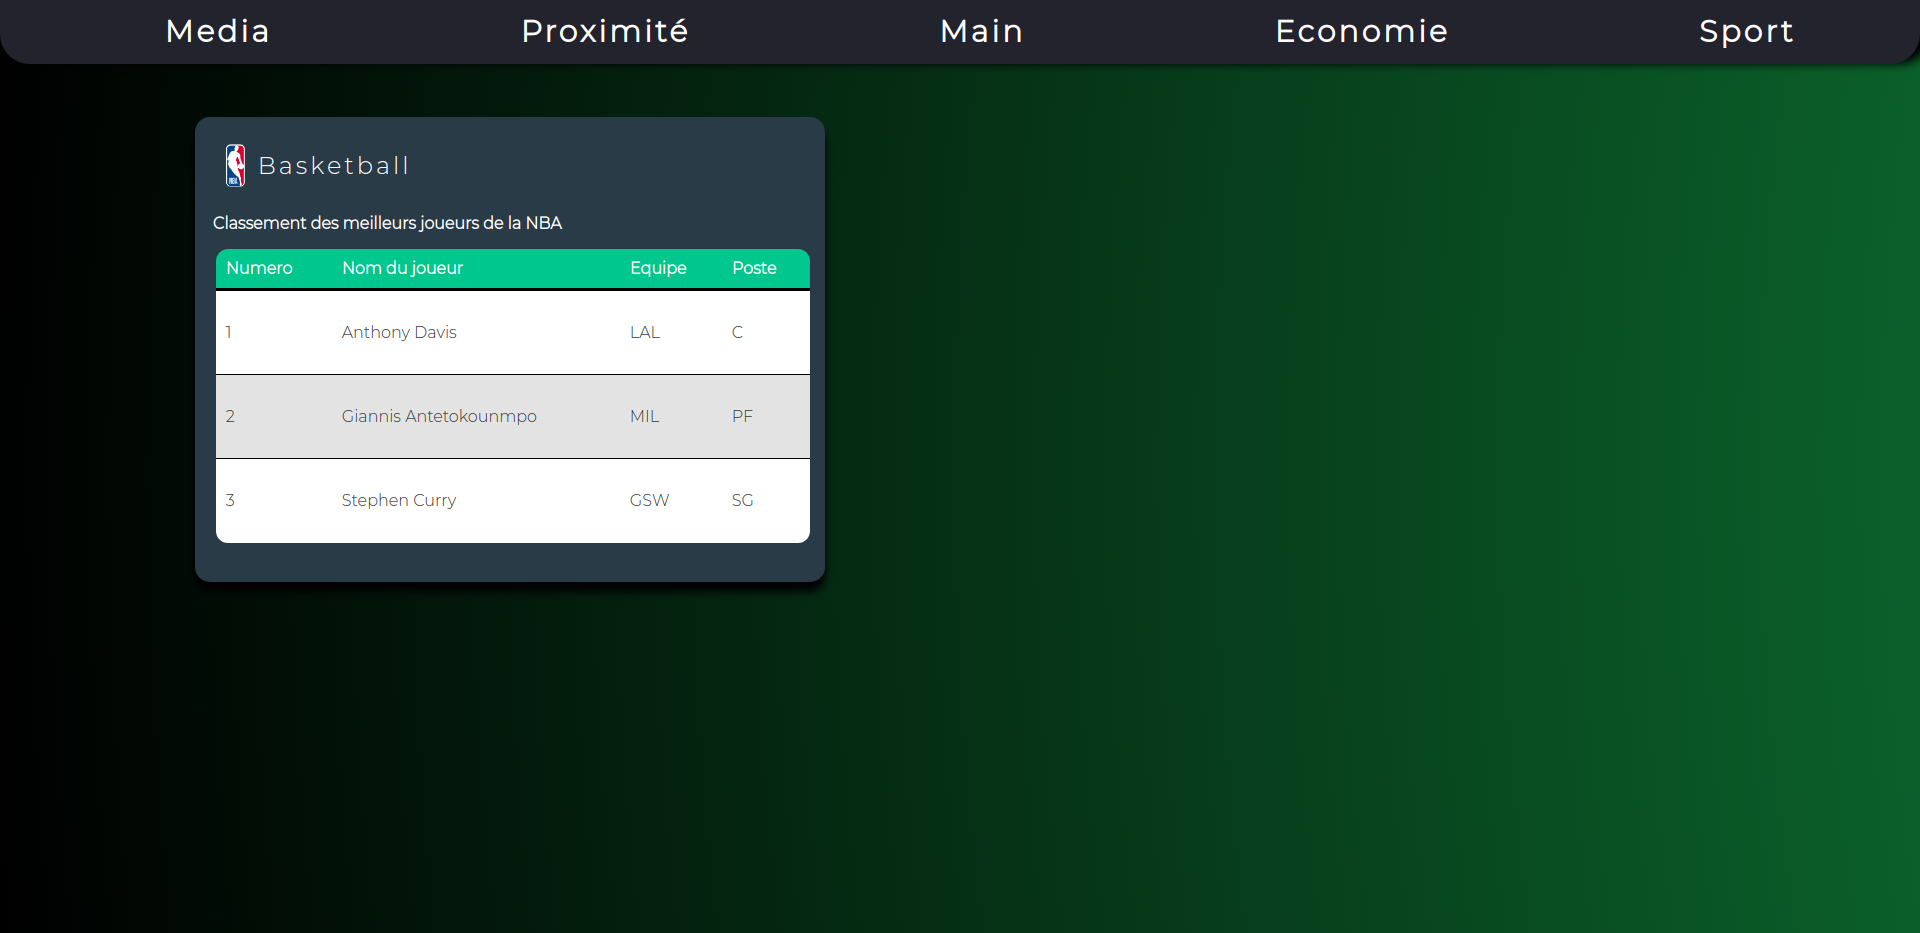 Media Proximité Main Economie Sport
NBA
Basketball
Classement des meilleurs joueurs de la NBA
Numero Nom du joueur Equipe Poste
1 Anthony Davis LAL C
2 Giannis Antetokounmpo MIL PF
3 Stephen Curry GSW SG